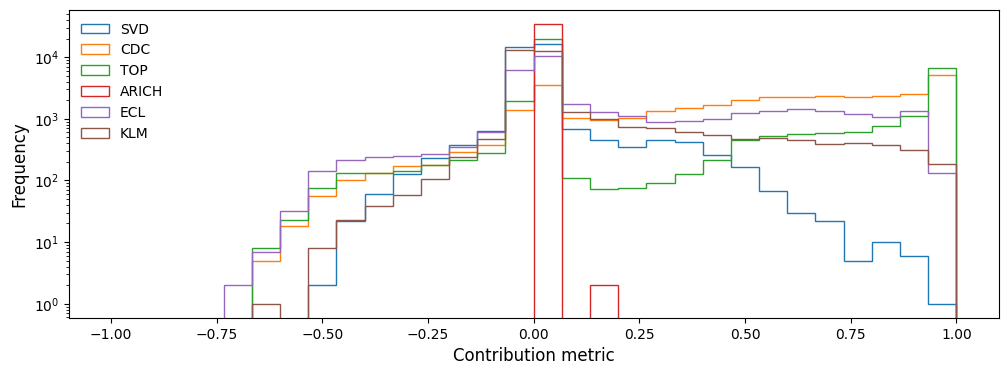 SVD
CDC
TOP
ARICH
ECL
KLM
Frequency
10⁴
10³
10²
10¹
10⁰
−1.00 −0.75 −0.50 −0.25 0.00 0.25 0.50 0.75 1.00
Contribution metric